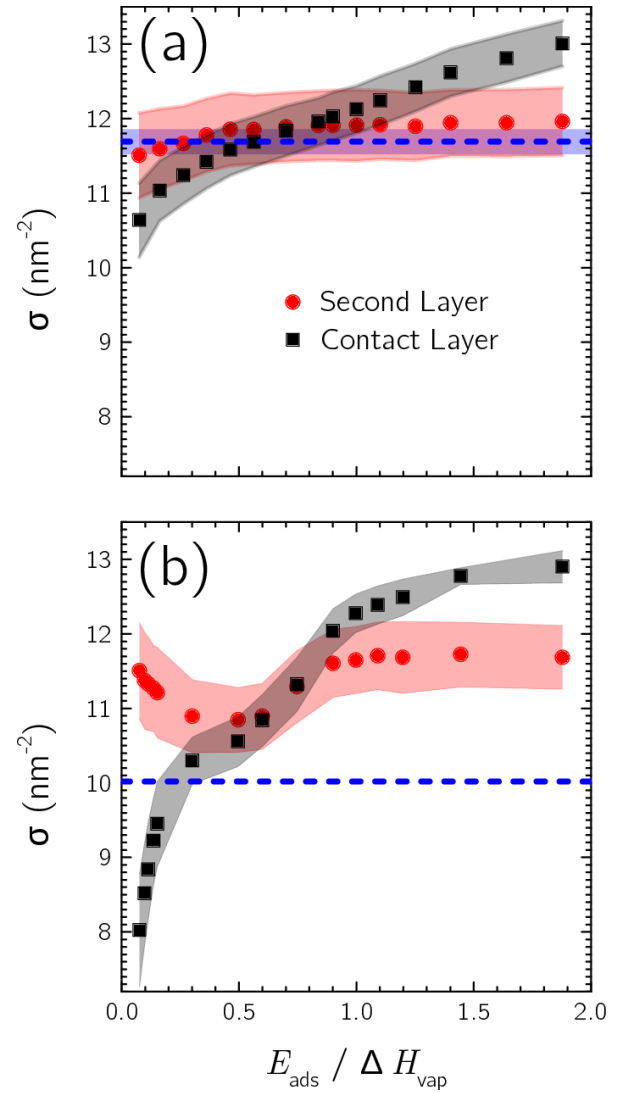 (a)
13
12
11
10
9
8
σ (nm⁻²)
Second Layer
Contact Layer
(b)
13
12
11
10
9
8
σ (nm⁻²)
0.0 0.5 1.0 1.5 2.0
E_ads / Δ H_vap